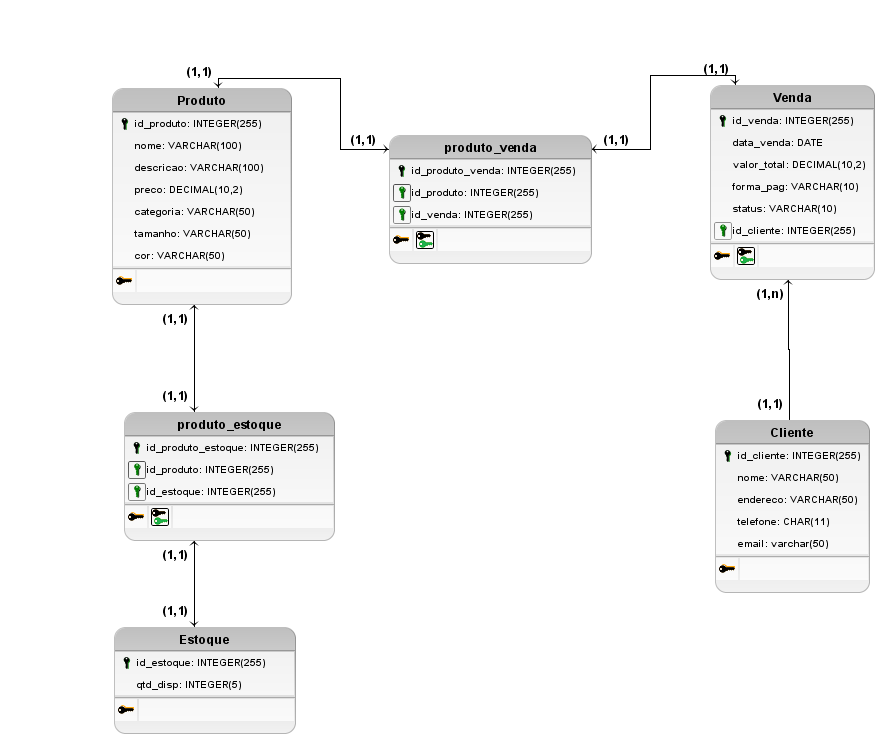 (1,1)
Produto
id_produto: INTEGER(255)
nome: VARCHAR(100)
descricao: VARCHAR(100)
preco: DECIMAL(10,2)
categoria: VARCHAR(50)
tamanho: VARCHAR(50)
cor: VARCHAR(50)
(1,1)
produto_venda
id_produto_venda: INTEGER(255)
id_produto: INTEGER(255)
id_venda: INTEGER(255)
(1,1)
(1,1)
Venda
id_venda: INTEGER(255)
data_venda: DATE
valor_total: DECIMAL(10,2)
forma_pag: VARCHAR(10)
status: VARCHAR(10)
id_cliente: INTEGER(255)
(1,n)
(1,1)
Cliente
id_cliente: INTEGER(255)
nome: VARCHAR(50)
endereco: VARCHAR(50)
telefone: CHAR(11)
email: varchar(50)
(1,1)
(1,1)
produto_estoque
id_produto_estoque: INTEGER(255)
id_produto: INTEGER(255)
id_estoque: INTEGER(255)
(1,1)
(1,1)
Estoque
id_estoque: INTEGER(255)
qtd_disp: INTEGER(5)